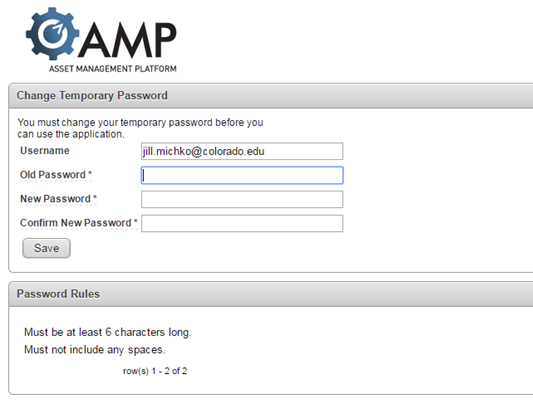 AMP
ASSET MANAGEMENT PLATFORM
Change Temporary Password
You must change your temporary password before you
can use the application.
Username jill.michko@colorado.edu
Old Password *
New Password *
Confirm New Password *
Save
Password Rules
Must be at least 6 characters long.
Must not include any spaces.
row(s) 1 - 2 of 2